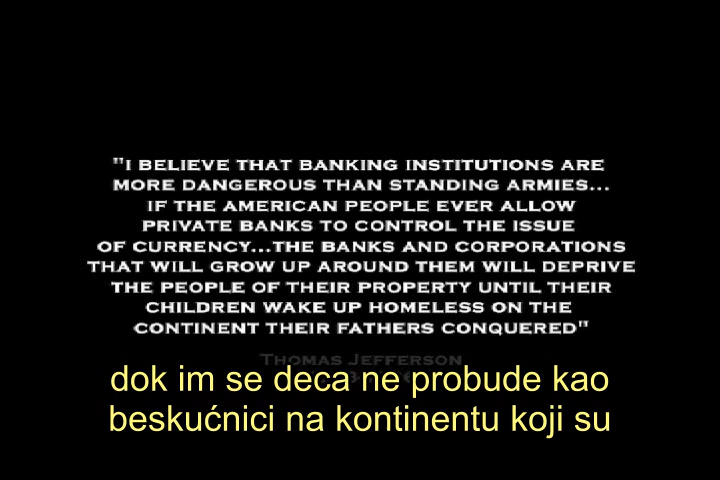 "I BELIEVE THAT BANKING INSTITUTIONS ARE
MORE DANGEROUS THAN STANDING ARMIES...
IF THE AMERICAN PEOPLE EVER ALLOW
PRIVATE BANKS TO CONTROL THE ISSUE
OF CURRENCY...THE BANKS AND CORPORATIONS
THAT WILL GROW UP AROUND THEM WILL DEPRIVE
THE PEOPLE OF THEIR PROPERTY UNTIL THEIR
CHILDREN WAKE UP HOMELESS ON THE
CONTINENT THEIR FATHERS CONQUERED"
THOMAS JEFFERSON
dok im se deca ne probude kao
beskućnici na kontinentu koji su